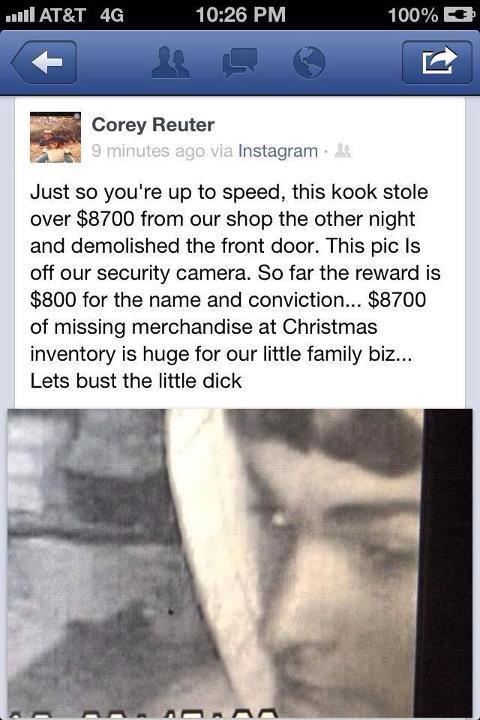 AT&T 4G 10:26 PM 100%
Corey Reuter
9 minutes ago via Instagram ·
Just so you're up to speed, this kook stole
over $8700 from our shop the other night
and demolished the front door. This pic Is
off our security camera. So far the reward is
$800 for the name and conviction... $8700
of missing merchandise at Christmas
inventory is huge for our little family biz...
Lets bust the little dick